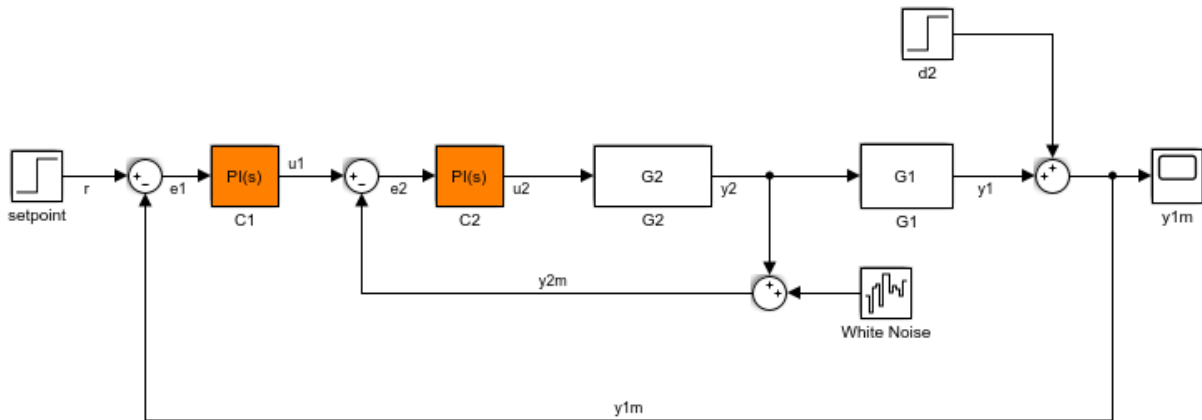 d2
setpoint
r
+
-
e1
PI(s)
C1
u1
+
-
e2
PI(s)
C2
u2
G2
G2
y2
G1
G1
y1
+
+
y1m
y2m
+
+
White Noise
y1m